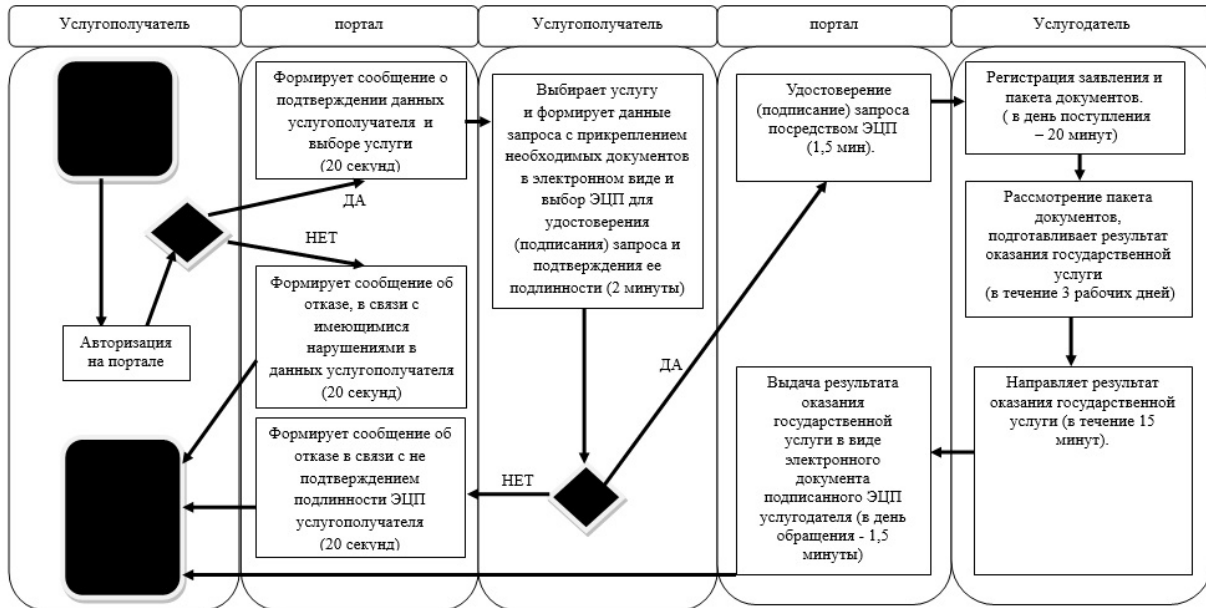 Услугополучатель
портал
Услугополучатель
портал
Услугодатель
Авторизация
на портале
ДА
НЕТ
Формирует сообщение о
подтверждении данных
услугополучателя и
выборе услуги
(20 секунд)
Формирует сообщение об
отказе, в связи с
имеющимися
нарушениями в
данных услугополучателя
(20 секунд)
Формирует сообщение об
отказе в связи с не
подтверждением
подлинности ЭЦП
услугополучателя
(20 секунд)
Выбирает услугу
и формирует данные
запроса с прикреплением
необходимых документов
в электронном виде и
выбор ЭЦП для
удостоверения
(подписания) запроса и
подтверждения ее
подлинности (2 минуты)
НЕТ
ДА
Удостоверение
(подписание) запроса
посредством ЭЦП
(1,5 мин).
Выдача результата
оказания
государственной
услуги в виде
электронного
документа
подписанного ЭЦП
услугодателя (в день
обращения - 1,5
минуты)
Регистрация заявления и
пакета документов.
( в день поступления
– 20 минут)
Рассмотрение пакета
документов,
подготавливает результат
оказания государственной
услуги
(в течение 3 рабочих дней)
Направляет результат
оказания государственной
услуги (в течение 15
минут).